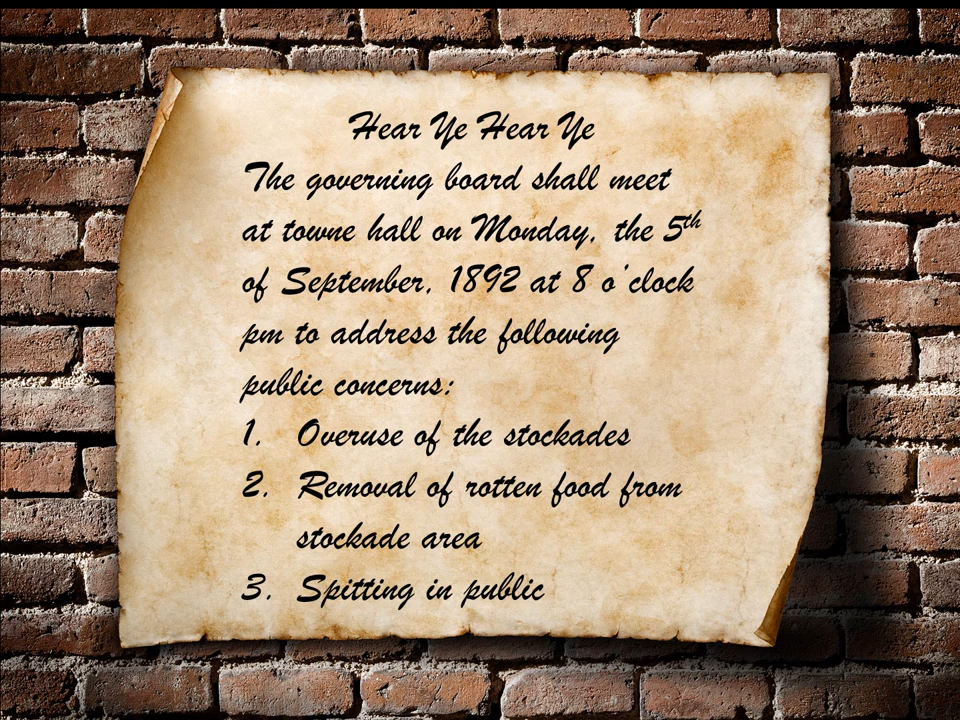 Hear Ye Hear Ye
The governing board shall meet
at towne hall on Monday, the 5th
of September, 1892 at 8 o'clock
pm to address the following
public concerns:
1. Overuse of the stockades
2. Removal of rotten food from
stockade area
3. Spitting in public